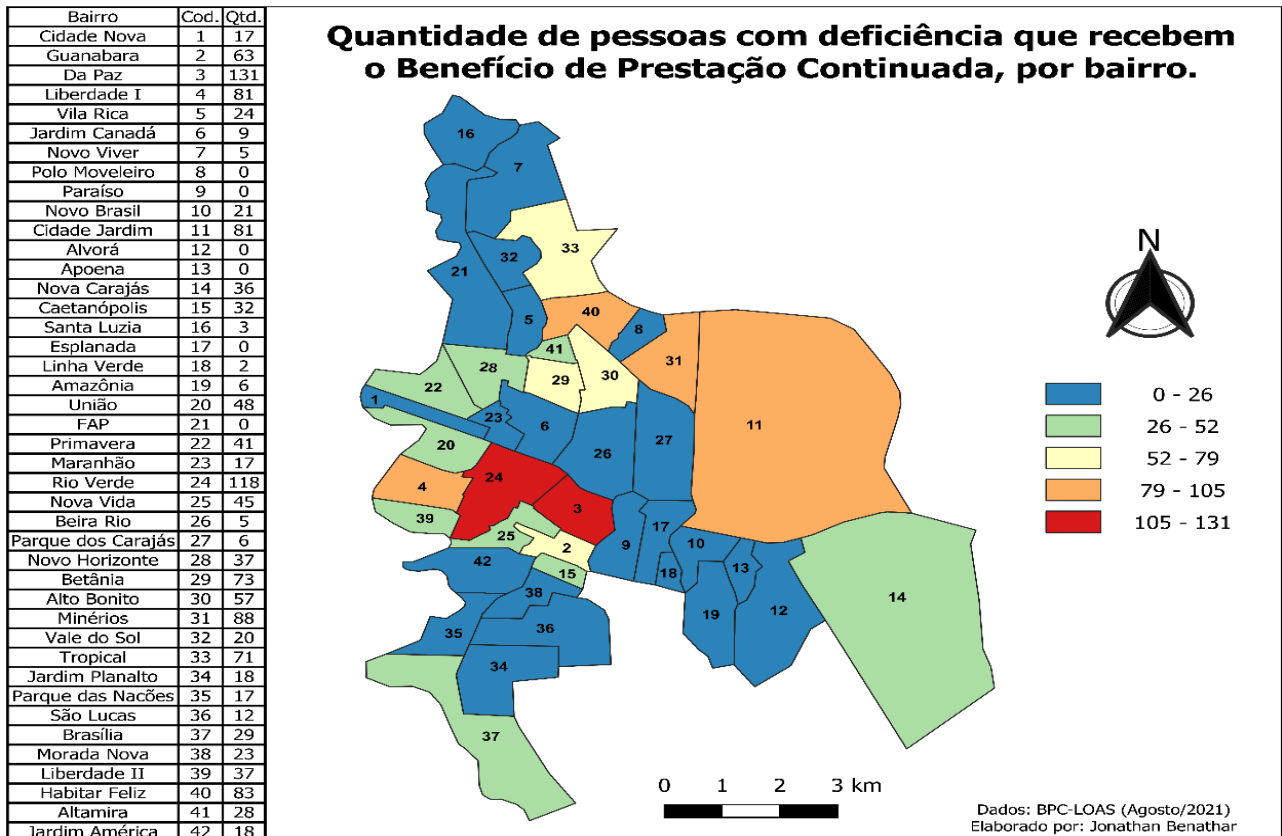 Bairro Cod. Qtd.
Cidade Nova 1 17
Guanabara 2 63
Da Paz 3 131
Liberdade I 4 81
Vila Rica 5 24
Jardim Canadá 6 9
Novo Viver 7 5
Polo Moveleiro 8 0
Paraíso 9 0
Novo Brasil 10 21
Cidade Jardim 11 81
Alvorá 12 0
Apoena 13 0
Nova Carajás 14 36
Caetanópolis 15 32
Santa Luzia 16 3
Esplanada 17 0
Linha Verde 18 2
Amazônia 19 6
União 20 48
FAP 21 0
Primavera 22 41
Maranhão 23 17
Rio Verde 24 118
Nova Vida 25 45
Beira Rio 26 5
Parque dos Carajás 27 6
Novo Horizonte 28 37
Betânia 29 73
Alto Bonito 30 57
Minérios 31 88
Vale do Sol 32 20
Tropical 33 71
Jardim Planalto 34 18
Parque das Nacões 35 17
São Lucas 36 12
Brasília 37 29
Morada Nova 38 23
Liberdade II 39 37
Habitar Feliz 40 83
Altamira 41 28
Jardim América 42 18
Quantidade de pessoas com deficiência que recebem
o Benefício de Prestação Continuada, por bairro.
16
7
33
32
21
40
5
8
41
31
28
30
29
22
1
23
6
11
27
20
26
24
4
3
39
17
25
10
2
9
42
13
15
18
38
14
12
19
36
35
34
37
N
0 - 26
26 - 52
52 - 79
79 - 105
105 - 131
0 1 2 3 km
Dados: BPC-LOAS (Agosto/2021)
Elaborado por: Jonathan Benathar